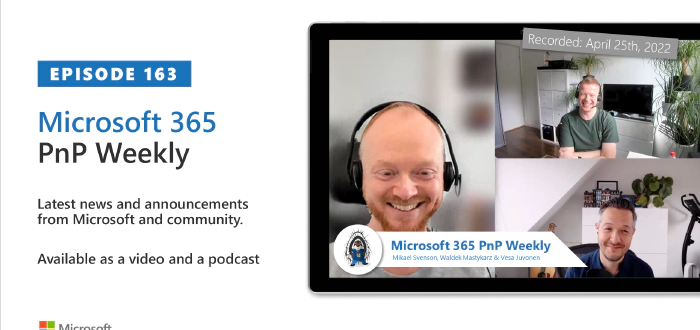 EPISODE 163
Microsoft 365
PnP Weekly
Latest news and announcements
from Microsoft and community.
Available as a video and a podcast
Microsoft
Recorded: April 25th, 2022
Microsoft 365 PnP Weekly
Mikael Svenson, Waldek Mastykarz & Vesa Juvonen